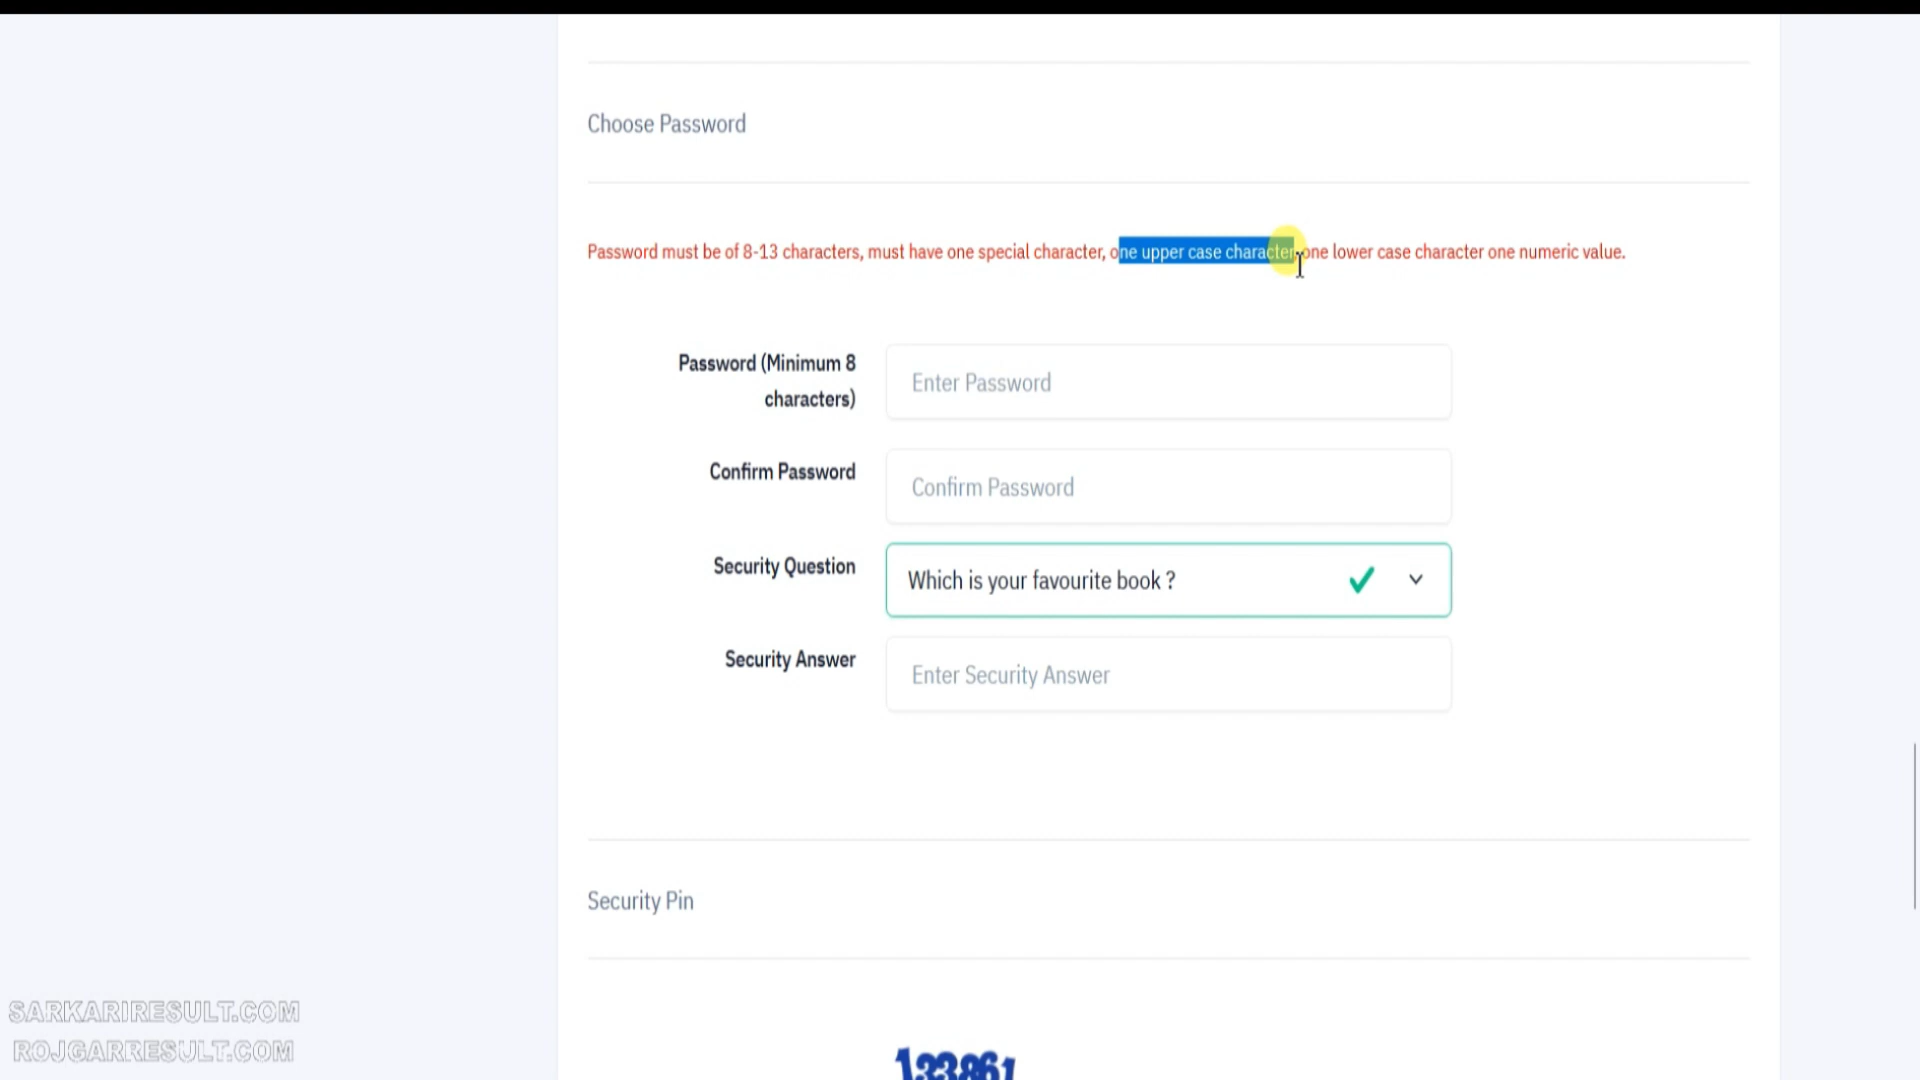 Choose Password
Password must be of 8-13 characters, must have one special character, one upper case character, one lower case character one numeric value.
Password (Minimum 8
characters)
Enter Password
Confirm Password
Confirm Password
Security Question
Which is your favourite book ?
Security Answer
Enter Security Answer
Security Pin
133861
SARKARIRESULT.COM
ROJGARRESULT.COM